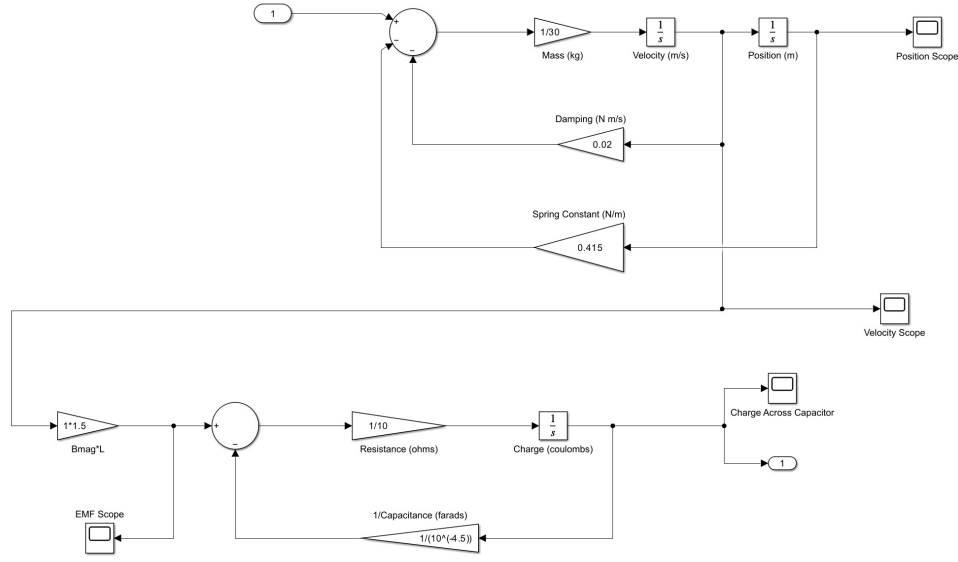 1
+
−
−
1/30
Mass (kg)
1
s
Velocity (m/s)
1
s
Position (m)
Position Scope
Damping (N m/s)
0.02
Spring Constant (N/m)
0.415
Velocity Scope
1*1.5
Bmag*L
+
−
1/10
Resistance (ohms)
1
s
Charge (coulombs)
Charge Across Capacitor
1
EMF Scope
1/Capacitance (farads)
1/(10^(-4.5))